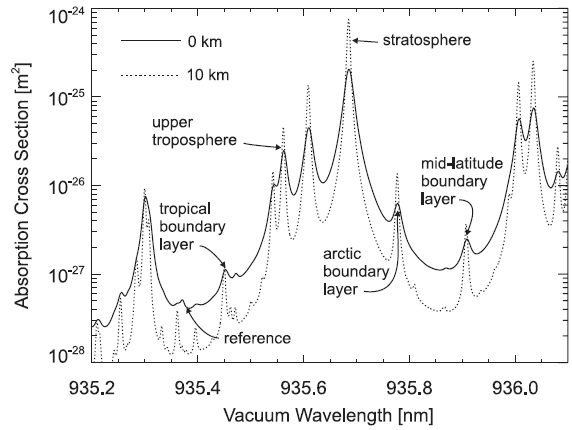 10⁻²⁴
10⁻²⁵
10⁻²⁶
10⁻²⁷
10⁻²⁸
Absorption Cross Section [m²]
0 km
10 km
stratosphere
upper
troposphere
tropical
boundary
layer
reference
arctic
boundary
layer
mid-latitude
boundary
layer
935.2
935.4
935.6
935.8
936.0
Vacuum Wavelength [nm]